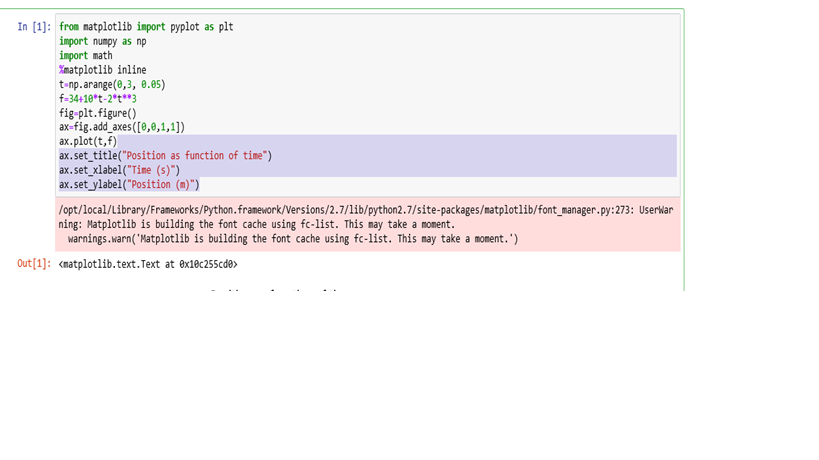 In [1]: from matplotlib import pyplot as plt
import numpy as np
import math
%matplotlib inline
t=np.arange(0,3, 0.05)
f=34+10*t-2*t**3
fig=plt.figure()
ax=fig.add_axes([0,0,1,1])
ax.plot(t,f)
ax.set_title("Position as function of time")
ax.set_xlabel("Time (s)")
ax.set_ylabel("Position (m)")
/opt/local/Library/Frameworks/Python.framework/Versions/2.7/lib/python2.7/site-packages/matplotlib/font_manager.py:273: UserWar
ning: Matplotlib is building the font cache using fc-list. This may take a moment.
warnings.warn('Matplotlib is building the font cache using fc-list. This may take a moment.')
Out[1]: <matplotlib.text.Text at 0x10c255cd0>